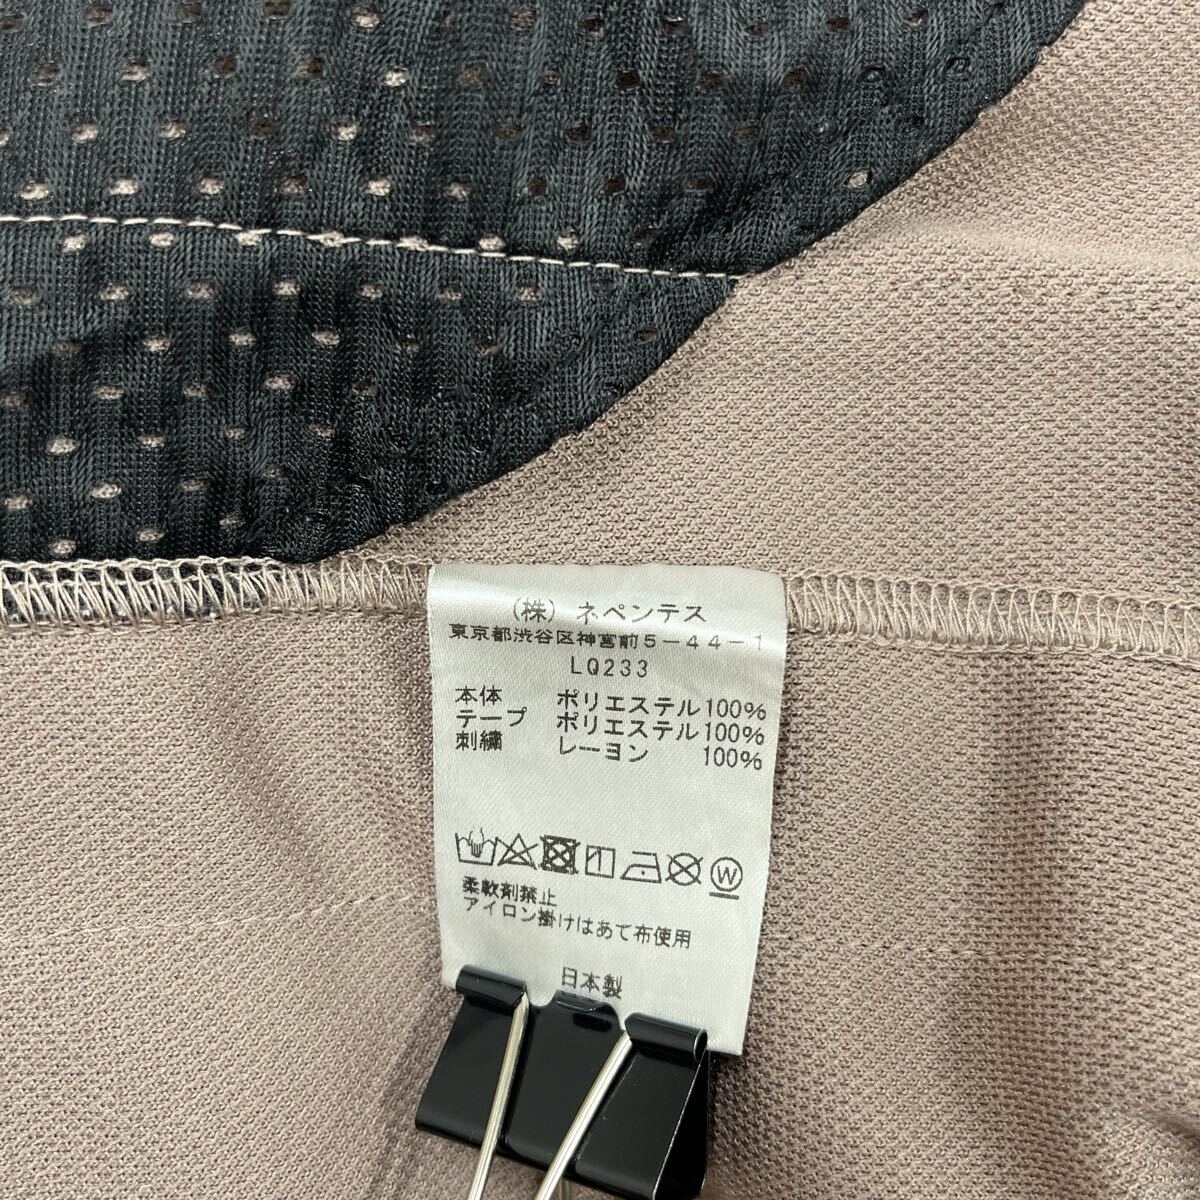 (株) ネペンテス
東京都渋谷区神宮前5-44-1
LQ233
本体 ポリエステル100%
テープ ポリエステル100%
刺繍 レーヨン 100%
W
柔軟剤禁止
アイロン掛けはあて布使用
日本製